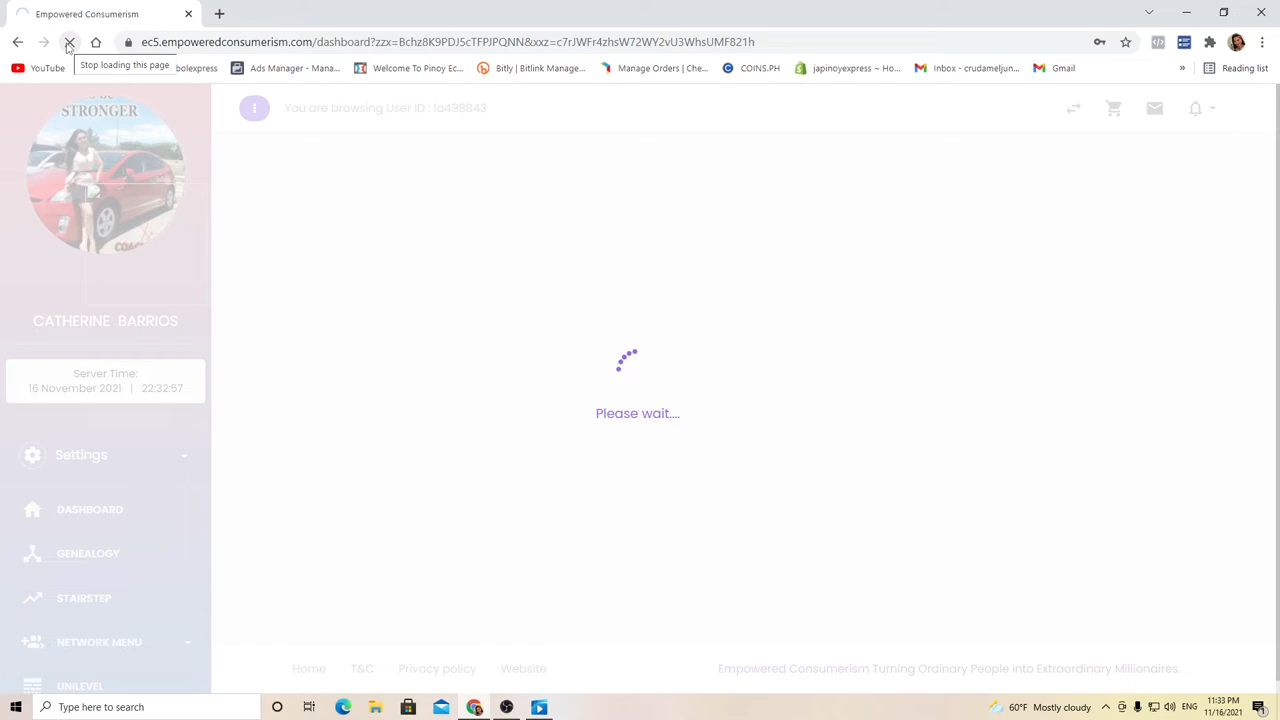 Empowered Consumerism
ec5.empoweredconsumerism.com/dashboard?zzx=Bchz8K9PDJ5cTFPJPQNN&uxz=c7rJWFr4zhsW72WY2vU3WhsUMF821h
Stop loading this page
YouTube
bolexpress
Ads Manager - Mana...
Welcome To Pinoy Ec...
Bitly | Bitlink Manage...
Manage Orders | Che...
COINS.PH
japinoyexpress ~ Ho...
Inbox - crudameljun...
Gmail
»
Reading list
STRONGER
You are browsing User ID : 1a498843
CATHERINE BARRIOS
Server Time:
16 November 2021 | 22:32:57
Please wait....
Settings
DASHBOARD
GENEALOGY
STAIRSTEP
NETWORK MENU
UNILEVEL
Home T&C Privacy policy Website
Empowered Consumerism Turning Ordinary People into Extraordinary Millionaires.
Type here to search
60°F Mostly cloudy
ENG
11:33 PM
11/16/2021